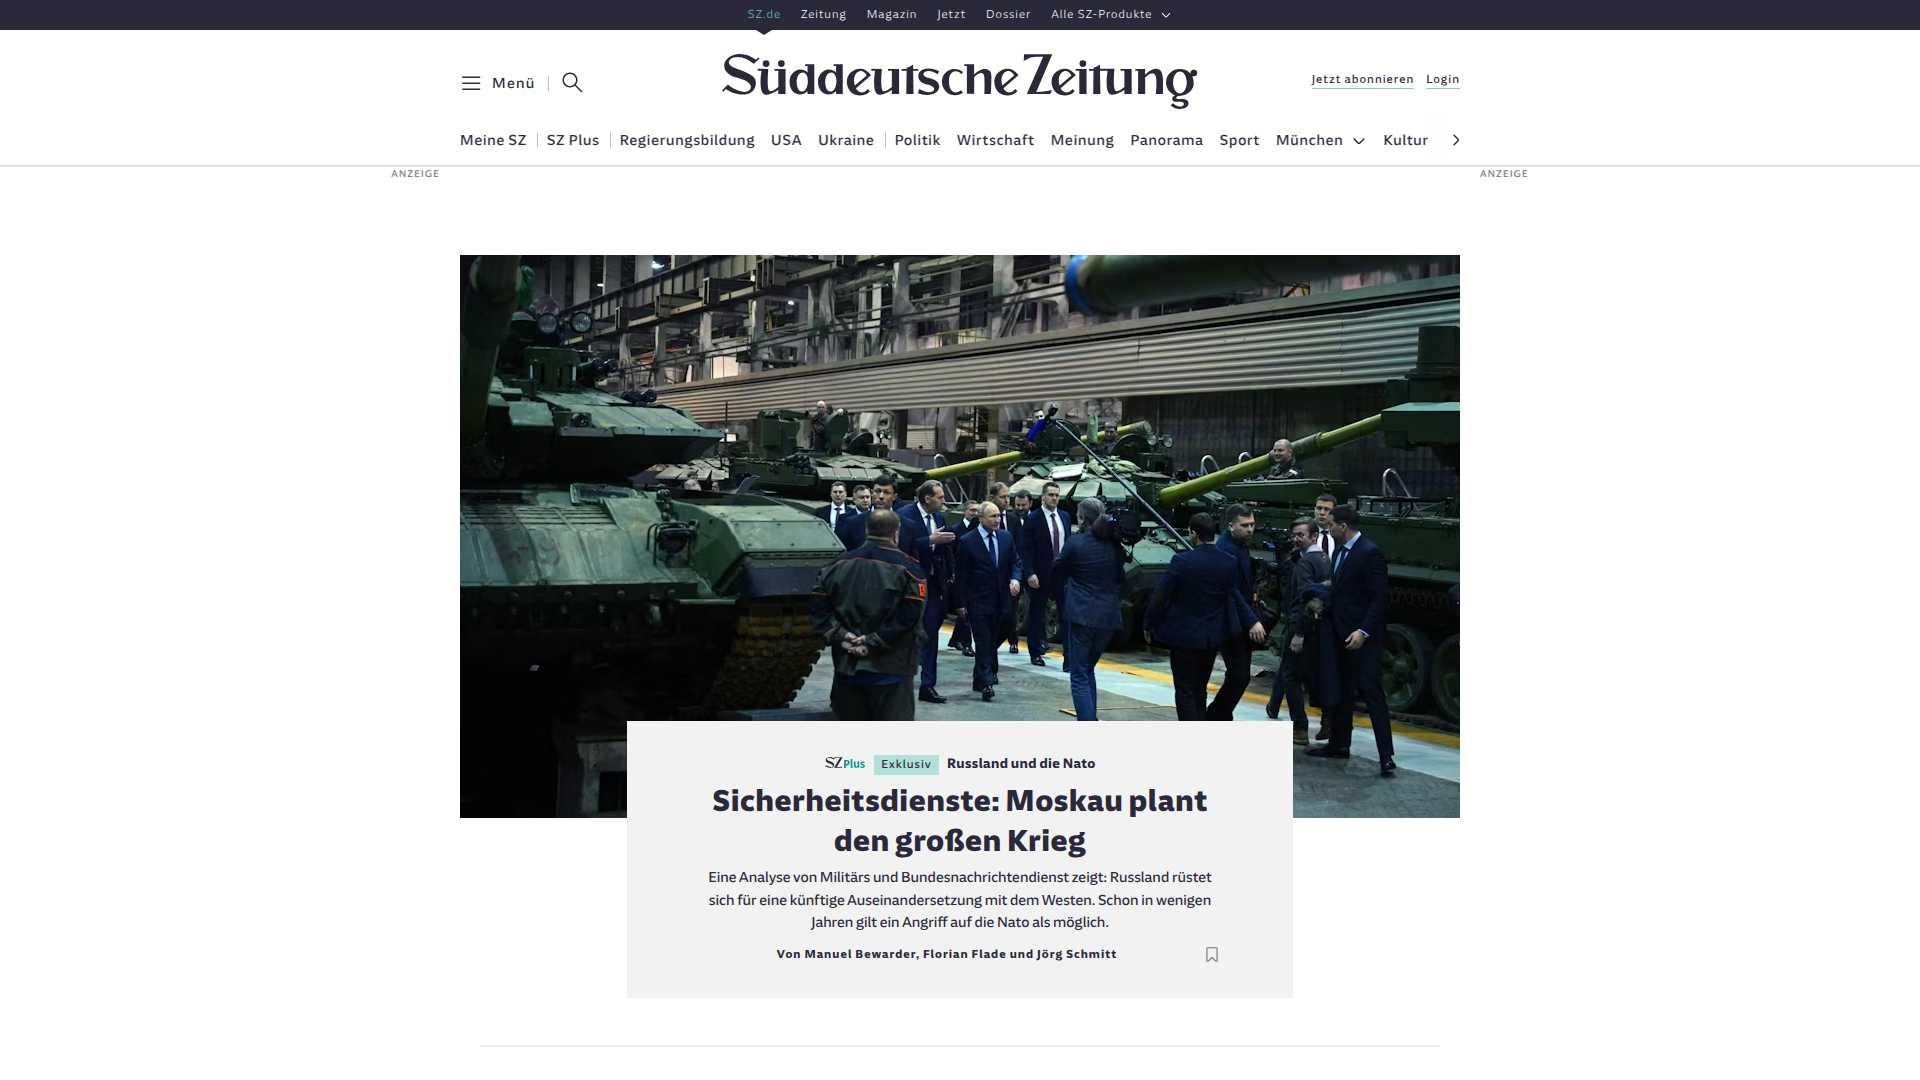 SZ.de Zeitung Magazin Jetzt Dossier Alle SZ-Produkte
Menü
Süddeutsche Zeitung
Jetzt abonnieren Login
Meine SZ SZ Plus Regierungsbildung USA Ukraine Politik Wirtschaft Meinung Panorama Sport München Kultur
ANZEIGE ANZEIGE
SZ Plus Exklusiv Russland und die Nato
Sicherheitsdienste: Moskau plant
den großen Krieg
Eine Analyse von Militärs und Bundesnachrichtendienst zeigt: Russland rüstet
sich für eine künftige Auseinandersetzung mit dem Westen. Schon in wenigen
Jahren gilt ein Angriff auf die Nato als möglich.
Von Manuel Bewarder, Florian Flade und Jörg Schmitt